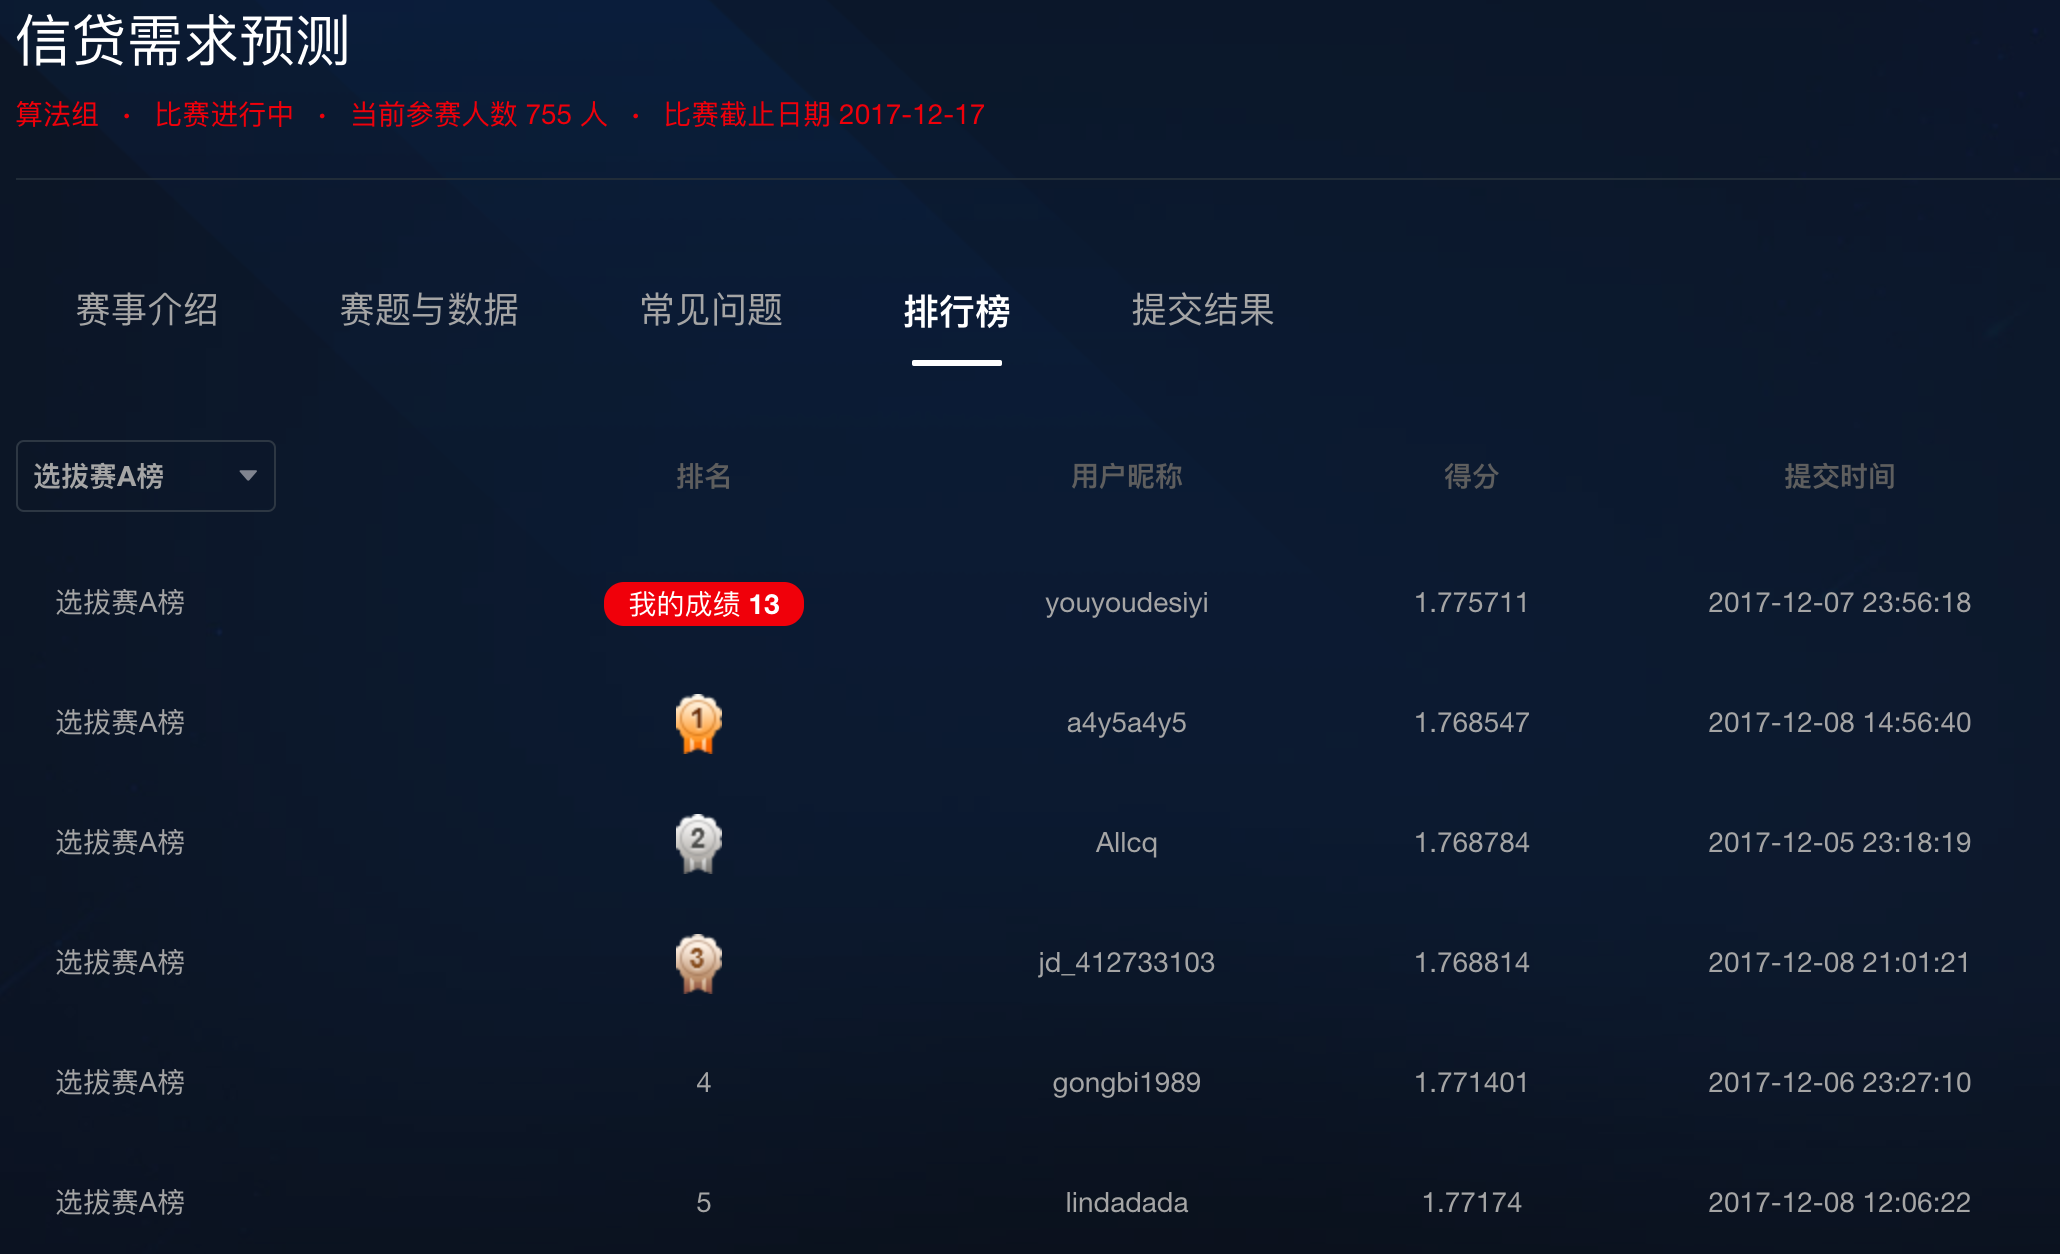 信贷需求预测
算法组 · 比赛进行中 · 当前参赛人数 755 人 · 比赛截止日期 2017-12-17
赛事介绍 赛题与数据 常见问题 排行榜 提交结果
选拔赛A榜 排名 用户昵称 得分 提交时间
选拔赛A榜 我的成绩 13 youyoudesiyi 1.775711 2017-12-07 23:56:18
选拔赛A榜 1 a4y5a4y5 1.768547 2017-12-08 14:56:40
选拔赛A榜 2 Allcq 1.768784 2017-12-05 23:18:19
选拔赛A榜 3 jd_412733103 1.768814 2017-12-08 21:01:21
选拔赛A榜 4 gongbi1989 1.771401 2017-12-06 23:27:10
选拔赛A榜 5 lindadada 1.77174 2017-12-08 12:06:22